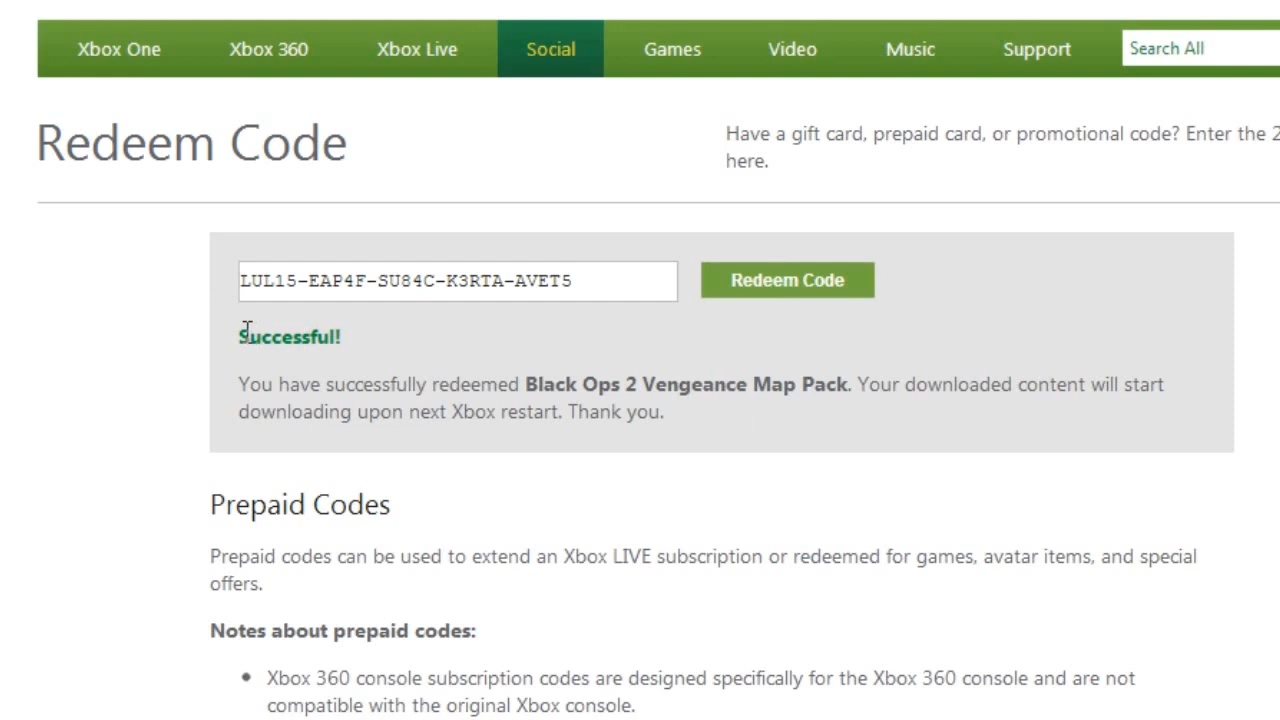 Xbox One Xbox 360 Xbox Live Social Games Video Music Support Search All
Redeem Code
Have a gift card, prepaid card, or promotional code? Enter the 2
here.
LUL15-EAP4F-SU84C-K3RTA-AVET5 Redeem Code
Successful!
You have successfully redeemed Black Ops 2 Vengeance Map Pack. Your downloaded content will start
downloading upon next Xbox restart. Thank you.
Prepaid Codes
Prepaid codes can be used to extend an Xbox LIVE subscription or redeemed for games, avatar items, and special
offers.
Notes about prepaid codes:
• Xbox 360 console subscription codes are designed specifically for the Xbox 360 console and are not
compatible with the original Xbox console.